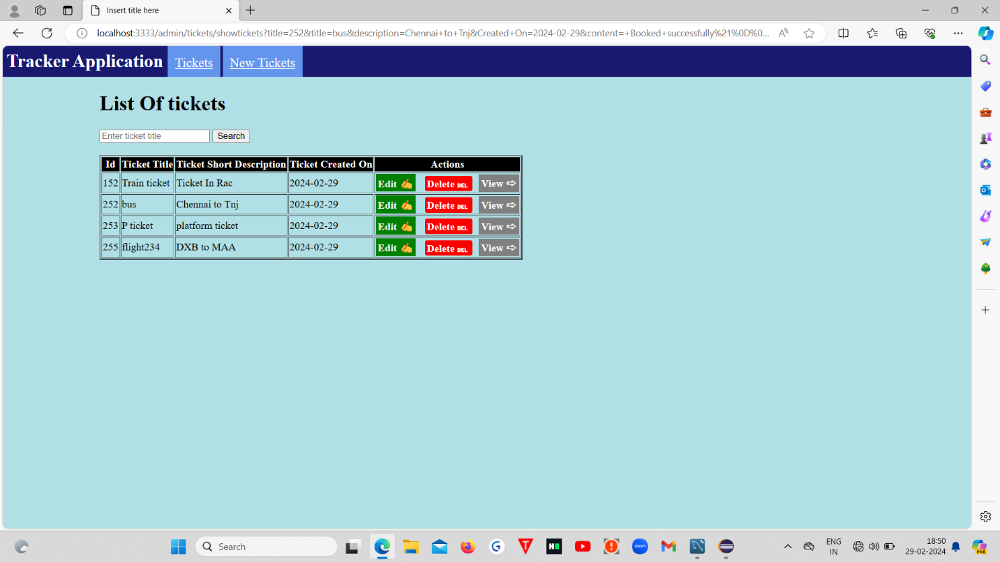 Insert title here
localhost:3333/admin/tickets/showtickets?title=252&title=bus&description=Chennai+to+Tnj&Created+On=2024-02-29&content=+Booked+successfully%21%0D%0...
Tracker Application Tickets New Tickets
List Of tickets
Enter ticket title Search
Id Ticket Title Ticket Short Description Ticket Created On Actions
152 Train ticket Ticket In Rac 2024-02-29 Edit Delete DEL View
252 bus Chennai to Tnj 2024-02-29 Edit Delete DEL View
253 P ticket platform ticket 2024-02-29 Edit Delete DEL View
255 flight234 DXB to MAA 2024-02-29 Edit Delete DEL View
Search
zoom
ENG
IN
18:50
29-02-2024
PRE